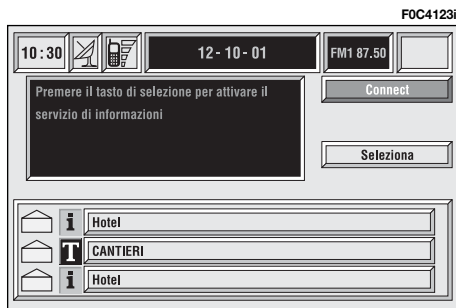 F0C4123i
10:30
12-10-01
FM1 87.50
Premere il tasto di selezione per attivare il
servizio di informazioni
Connect
Seleziona
i Hotel
T CANTIERI
i Hotel